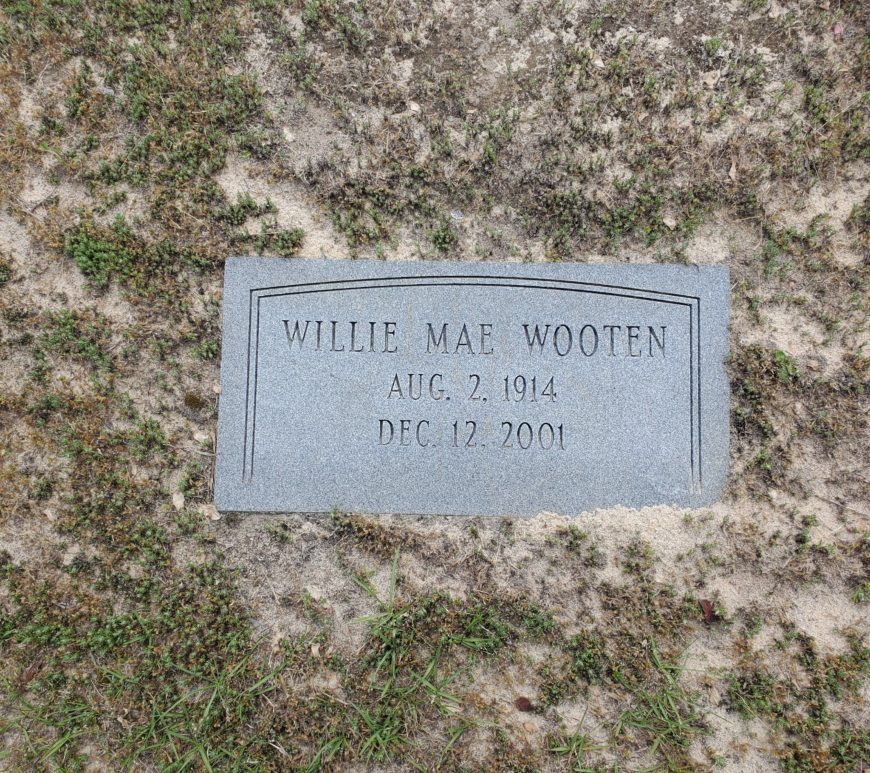 WILLIE MAE WOOTEN
AUG. 2, 1914
DEC. 12, 2001